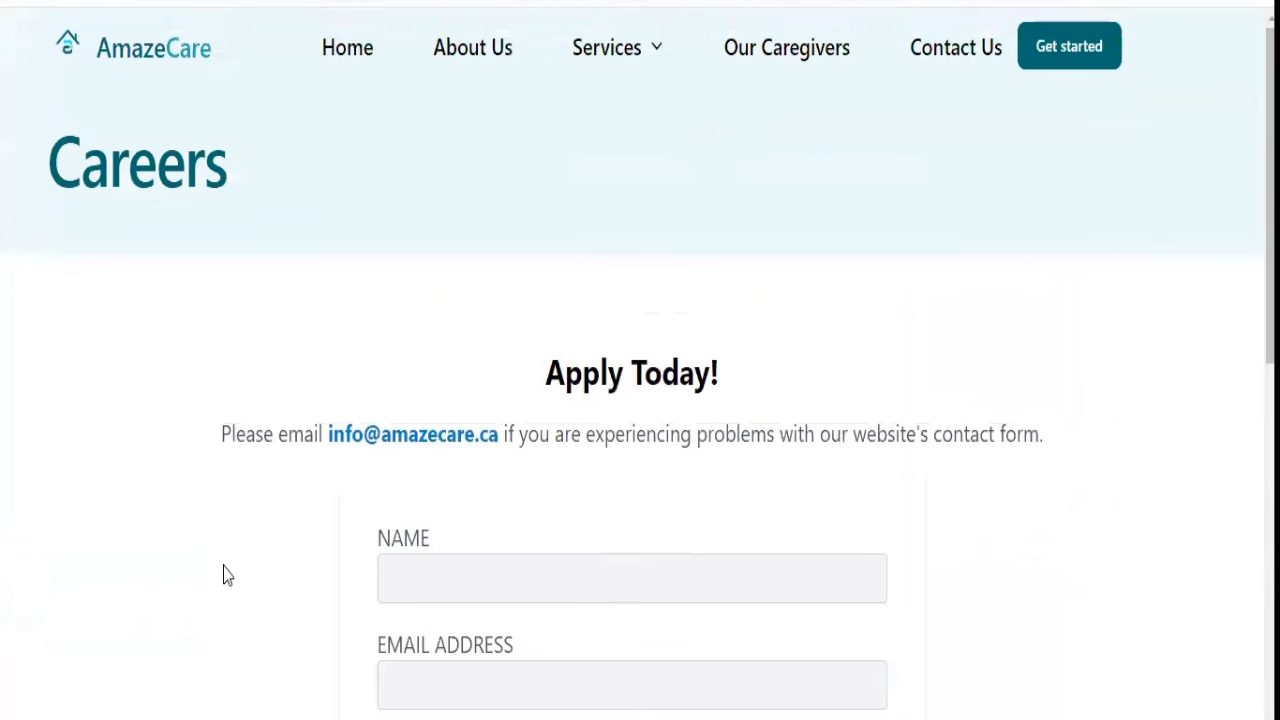 AmazeCare Home About Us Services Our Caregivers Contact Us Get started
Careers
Apply Today!
Please email info@amazecare.ca if you are experiencing problems with our website's contact form.
NAME
EMAIL ADDRESS